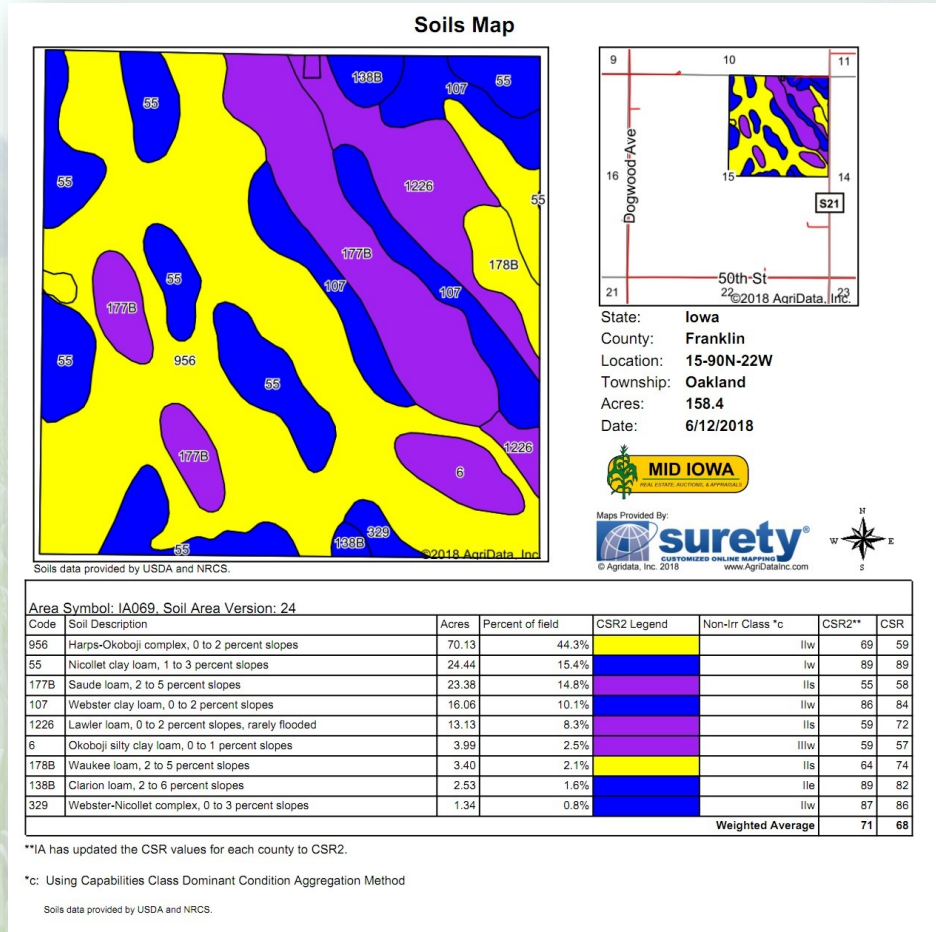 Soils Map
138B
55
107
55
55
1226
55
178B
177B
107
107
55
177B
956
55
55
177B
6
1226
55
329
138B
©2018 AgriData, Inc
Soils data provided by USDA and NRCS.
9
10
11
Dogwood Ave
16
15
14
S21
50th St
21
22
23
©2018 AgriData, Inc.
State: Iowa
County: Franklin
Location: 15-90N-22W
Township: Oakland
Acres: 158.4
Date: 6/12/2018
MID IOWA
REAL ESTATE, AUCTIONS, & APPRAISALS
Maps Provided By:
surety®
CUSTOMIZED ONLINE MAPPING
© Agridata, Inc. 2018 www.AgriDataInc.com
N
W E
S
Area Symbol: IA069, Soil Area Version: 24
Code Soil Description Acres Percent of field CSR2 Legend Non-Irr Class *c CSR2** CSR
956 Harps-Okoboji complex, 0 to 2 percent slopes 70.13 44.3% IIw 69 59
55 Nicollet clay loam, 1 to 3 percent slopes 24.44 15.4% Iw 89 89
177B Saude loam, 2 to 5 percent slopes 23.38 14.8% IIs 55 58
107 Webster clay loam, 0 to 2 percent slopes 16.06 10.1% IIw 86 84
1226 Lawler loam, 0 to 2 percent slopes, rarely flooded 13.13 8.3% IIs 59 72
6 Okoboji silty clay loam, 0 to 1 percent slopes 3.99 2.5% IIIw 59 57
178B Waukee loam, 2 to 5 percent slopes 3.40 2.1% IIs 64 74
138B Clarion loam, 2 to 6 percent slopes 2.53 1.6% IIe 89 82
329 Webster-Nicollet complex, 0 to 3 percent slopes 1.34 0.8% IIw 87 86
Weighted Average 71 68
**IA has updated the CSR values for each county to CSR2.
*c: Using Capabilities Class Dominant Condition Aggregation Method
Soils data provided by USDA and NRCS.